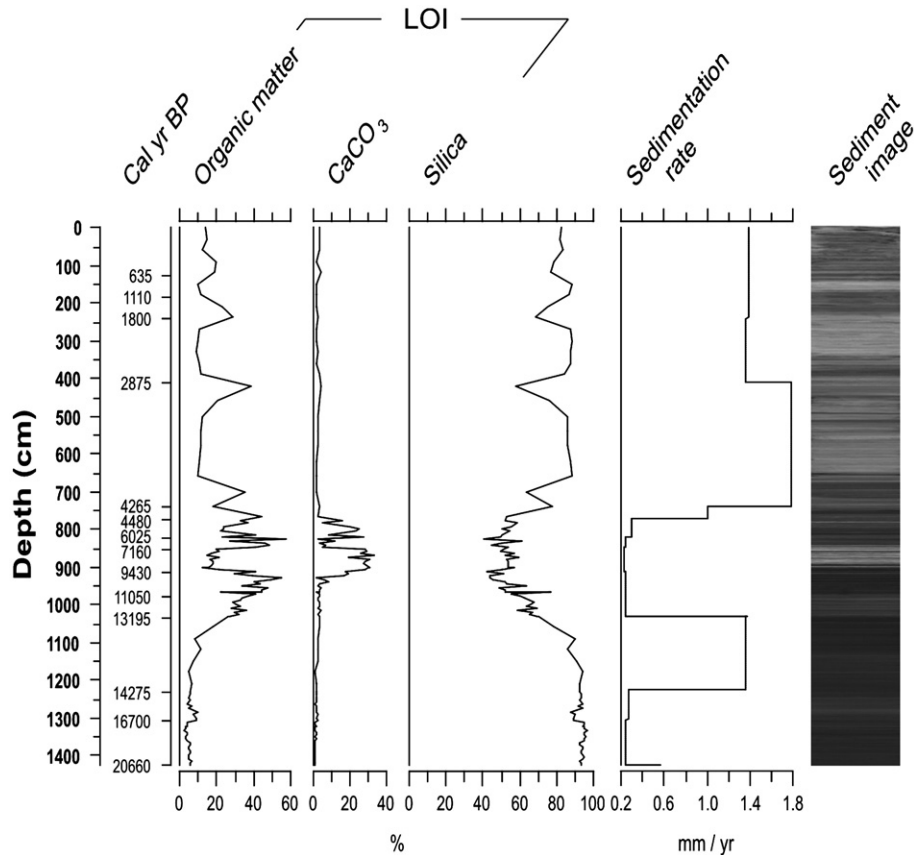 LOI
Cal yr BP
Organic matter
CaCO3
Silica
Sedimentation
rate
Sediment
image
Depth (cm)
0
100
200
300
400
500
600
700
800
900
1000
1100
1200
1300
1400
635
1110
1800
2875
4265
4480
6025
7160
9430
11050
13195
14275
16700
20660
0 20 40 60
0 20 40
0 20 40 60 80 100
0.2 0.6 1.0 1.4 1.8
%
mm / yr